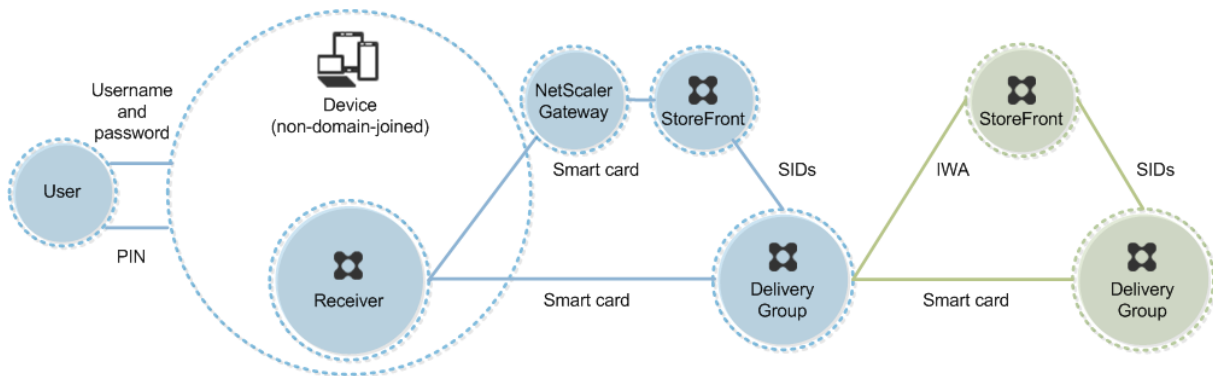 Username
and
password
User
PIN
Device
(non-domain-joined)
Receiver
NetScaler
Gateway
StoreFront
Smart card
SIDs
Smart card
Delivery
Group
StoreFront
IWA
SIDs
Smart card
Delivery
Group